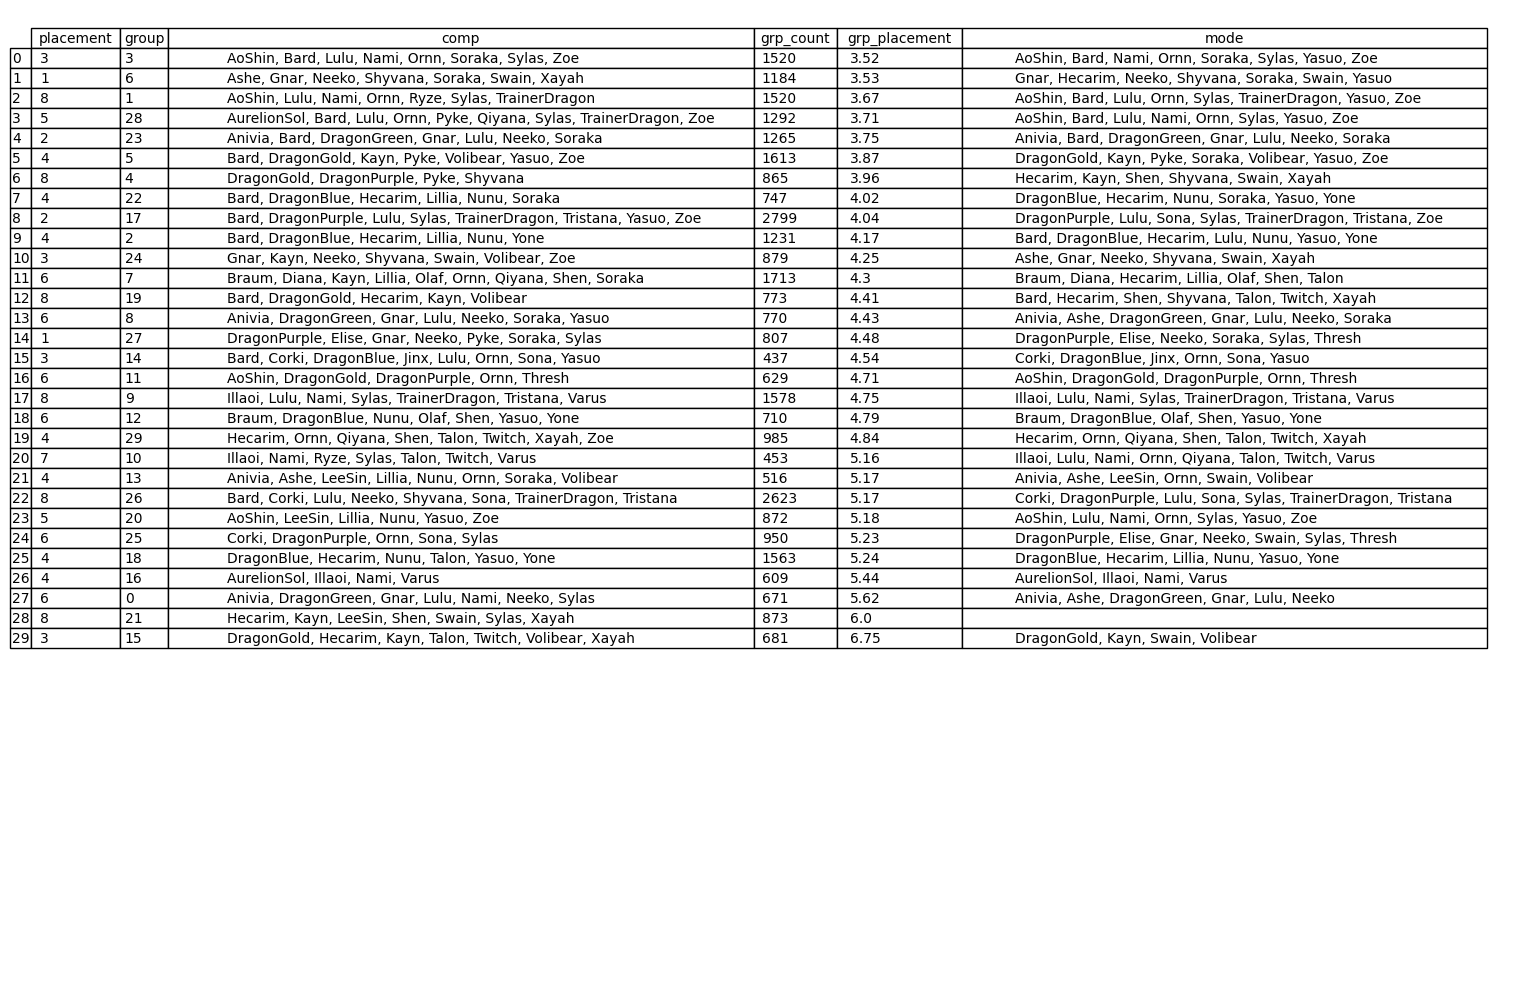 placement group comp grp_count grp_placement mode
0 3 3 AoShin, Bard, Lulu, Nami, Ornn, Soraka, Sylas, Zoe 1520 3.52 AoShin, Bard, Nami, Ornn, Soraka, Sylas, Yasuo, Zoe
1 1 6 Ashe, Gnar, Neeko, Shyvana, Soraka, Swain, Xayah 1184 3.53 Gnar, Hecarim, Neeko, Shyvana, Soraka, Swain, Yasuo
2 8 1 AoShin, Lulu, Nami, Ornn, Ryze, Sylas, TrainerDragon 1520 3.67 AoShin, Bard, Lulu, Ornn, Sylas, TrainerDragon, Yasuo, Zoe
3 5 28 AurelionSol, Bard, Lulu, Ornn, Pyke, Qiyana, Sylas, TrainerDragon, Zoe 1292 3.71 AoShin, Bard, Lulu, Nami, Ornn, Sylas, Yasuo, Zoe
4 2 23 Anivia, Bard, DragonGreen, Gnar, Lulu, Neeko, Soraka 1265 3.75 Anivia, Bard, DragonGreen, Gnar, Lulu, Neeko, Soraka
5 4 5 Bard, DragonGold, Kayn, Pyke, Volibear, Yasuo, Zoe 1613 3.87 DragonGold, Kayn, Pyke, Soraka, Volibear, Yasuo, Zoe
6 8 4 DragonGold, DragonPurple, Pyke, Shyvana 865 3.96 Hecarim, Kayn, Shen, Shyvana, Swain, Xayah
7 4 22 Bard, DragonBlue, Hecarim, Lillia, Nunu, Soraka 747 4.02 DragonBlue, Hecarim, Nunu, Soraka, Yasuo, Yone
8 2 17 Bard, DragonPurple, Lulu, Sylas, TrainerDragon, Tristana, Yasuo, Zoe 2799 4.04 DragonPurple, Lulu, Sona, Sylas, TrainerDragon, Tristana, Zoe
9 4 2 Bard, DragonBlue, Hecarim, Lillia, Nunu, Yone 1231 4.17 Bard, DragonBlue, Hecarim, Lulu, Nunu, Yasuo, Yone
10 3 24 Gnar, Kayn, Neeko, Shyvana, Swain, Volibear, Zoe 879 4.25 Ashe, Gnar, Neeko, Shyvana, Swain, Xayah
11 6 7 Braum, Diana, Kayn, Lillia, Olaf, Ornn, Qiyana, Shen, Soraka 1713 4.3 Braum, Diana, Hecarim, Lillia, Olaf, Shen, Talon
12 8 19 Bard, DragonGold, Hecarim, Kayn, Volibear 773 4.41 Bard, Hecarim, Shen, Shyvana, Talon, Twitch, Xayah
13 6 8 Anivia, DragonGreen, Gnar, Lulu, Neeko, Soraka, Yasuo 770 4.43 Anivia, Ashe, DragonGreen, Gnar, Lulu, Neeko, Soraka
14 1 27 DragonPurple, Elise, Gnar, Neeko, Pyke, Soraka, Sylas 807 4.48 DragonPurple, Elise, Neeko, Soraka, Sylas, Thresh
15 3 14 Bard, Corki, DragonBlue, Jinx, Lulu, Ornn, Sona, Yasuo 437 4.54 Corki, DragonBlue, Jinx, Ornn, Sona, Yasuo
16 6 11 AoShin, DragonGold, DragonPurple, Ornn, Thresh 629 4.71 AoShin, DragonGold, DragonPurple, Ornn, Thresh
17 8 9 Illaoi, Lulu, Nami, Sylas, TrainerDragon, Tristana, Varus 1578 4.75 Illaoi, Lulu, Nami, Sylas, TrainerDragon, Tristana, Varus
18 6 12 Braum, DragonBlue, Nunu, Olaf, Shen, Yasuo, Yone 710 4.79 Braum, DragonBlue, Olaf, Shen, Yasuo, Yone
19 4 29 Hecarim, Ornn, Qiyana, Shen, Talon, Twitch, Xayah, Zoe 985 4.84 Hecarim, Ornn, Qiyana, Shen, Talon, Twitch, Xayah
20 7 10 Illaoi, Nami, Ryze, Sylas, Talon, Twitch, Varus 453 5.16 Illaoi, Lulu, Nami, Ornn, Qiyana, Talon, Twitch, Varus
21 4 13 Anivia, Ashe, LeeSin, Lillia, Nunu, Ornn, Soraka, Volibear 516 5.17 Anivia, Ashe, LeeSin, Ornn, Swain, Volibear
22 8 26 Bard, Corki, Lulu, Neeko, Shyvana, Sona, TrainerDragon, Tristana 2623 5.17 Corki, DragonPurple, Lulu, Sona, Sylas, TrainerDragon, Tristana
23 5 20 AoShin, LeeSin, Lillia, Nunu, Yasuo, Zoe 872 5.18 AoShin, Lulu, Nami, Ornn, Sylas, Yasuo, Zoe
24 6 25 Corki, DragonPurple, Ornn, Sona, Sylas 950 5.23 DragonPurple, Elise, Gnar, Neeko, Swain, Sylas, Thresh
25 4 18 DragonBlue, Hecarim, Nunu, Talon, Yasuo, Yone 1563 5.24 DragonBlue, Hecarim, Lillia, Nunu, Yasuo, Yone
26 4 16 AurelionSol, Illaoi, Nami, Varus 609 5.44 AurelionSol, Illaoi, Nami, Varus
27 6 0 Anivia, DragonGreen, Gnar, Lulu, Nami, Neeko, Sylas 671 5.62 Anivia, Ashe, DragonGreen, Gnar, Lulu, Neeko
28 8 21 Hecarim, Kayn, LeeSin, Shen, Swain, Sylas, Xayah 873 6.0
29 3 15 DragonGold, Hecarim, Kayn, Talon, Twitch, Volibear, Xayah 681 6.75 DragonGold, Kayn, Swain, Volibear